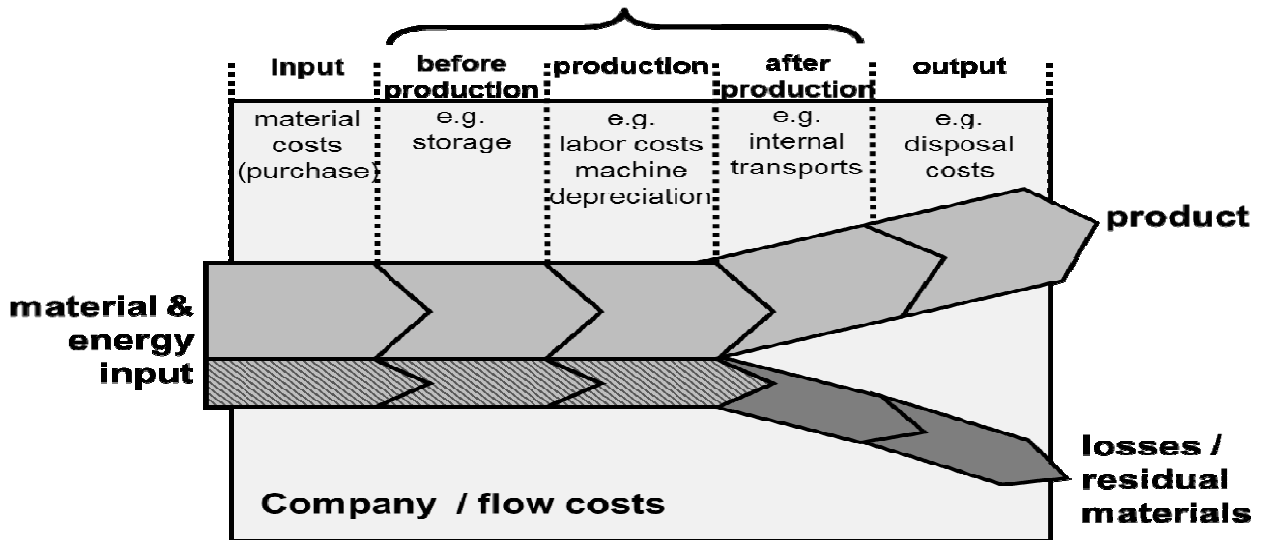 Input
before
production
production
after
production
output
material
costs
(purchase)
e.g.
storage
e.g.
labor costs
machine
depreciation
e.g.
internal
transports
e.g.
disposal
costs
product
material &
energy
input
losses /
residual
materials
Company / flow costs